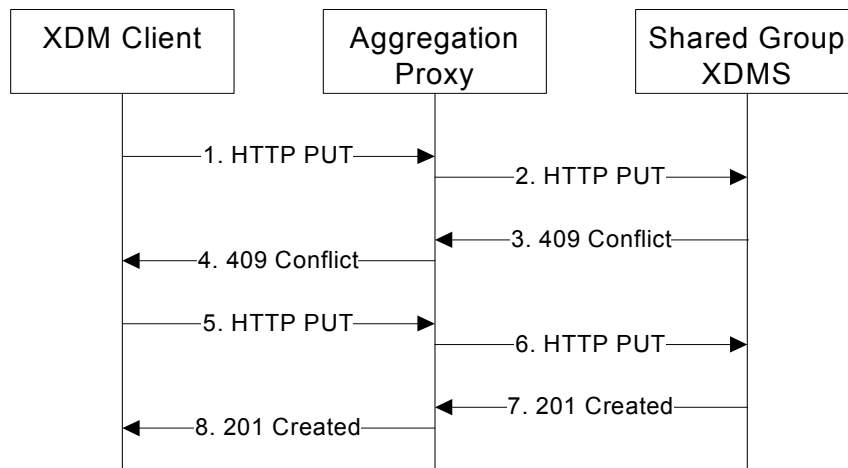 XDM Client
Aggregation
Proxy
Shared Group
XDMS
1. HTTP PUT
2. HTTP PUT
3. 409 Conflict
4. 409 Conflict
5. HTTP PUT
6. HTTP PUT
7. 201 Created
8. 201 Created